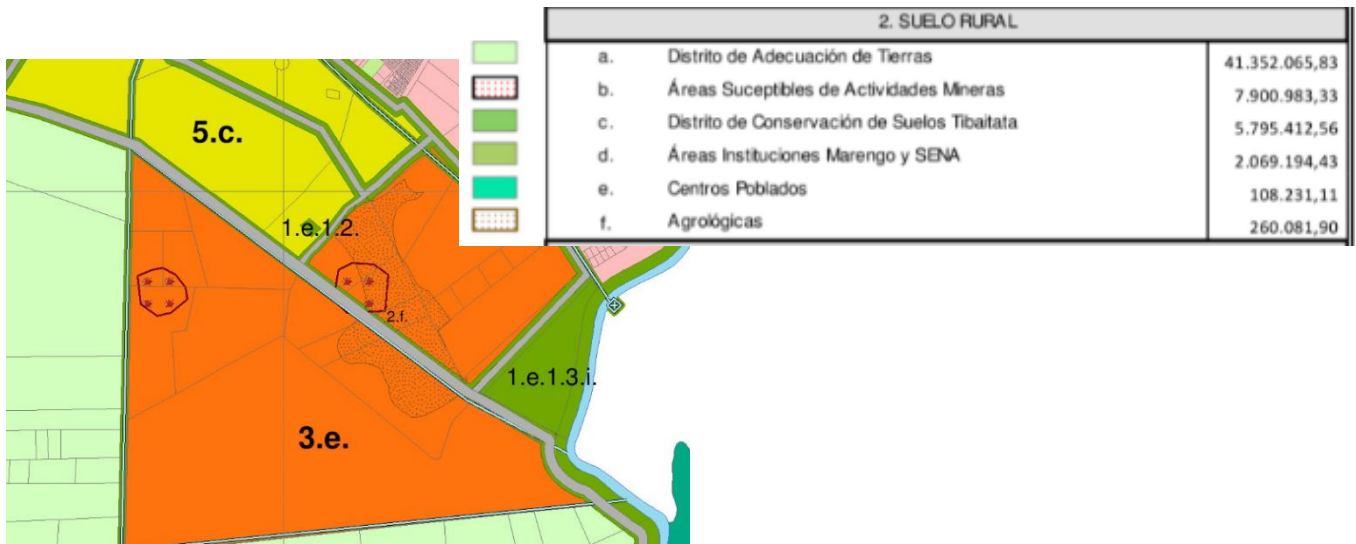 2. SUELO RURAL
a. Distrito de Adecuación de Tierras 41.352.065,83
b. Áreas Suceptibles de Actividades Mineras 7.900.983,33
c. Distrito de Conservación de Suelos Tibaitata 5.795.412,56
d. Áreas Instituciones Marengo y SENA 2.069.194,43
e. Centros Poblados 108.231,11
f. Agrológicas 260.081,90
5.c.
1.e.1.2.
2.f.
1.e.1.3.i.
3.e.